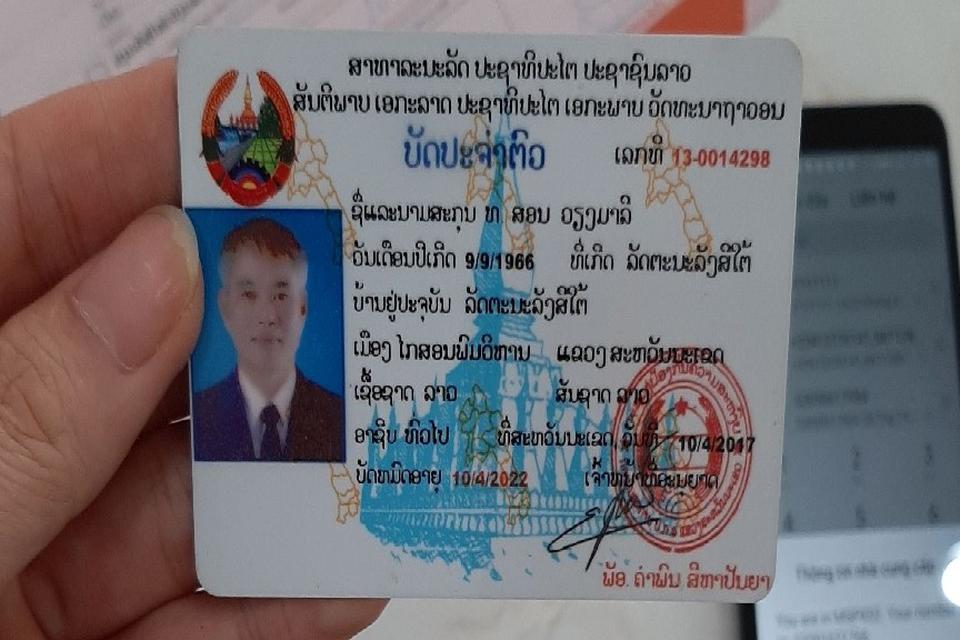 ສາທາລະນະລັດ ປະຊາທິປະໄຕ ປະຊາຊົນລາວ
ສັນຕິພາບ ເອກະລາດ ປະຊາທິປະໄຕ ເອກະພາບ ວັດທະນາຖາວອນ
ບັດປະຈຳຕົວ
ເລກທີ 13-0014298
ຊື່ແລະນາມສະກຸນ ທ ສອນ ວຽງມາລີ
ວັນເດືອນປີເກີດ 9/9/1966 ທີ່ເກີດ ລັດຕະນະລັງສີໃຕ້
ບ້ານຢູ່ປະຈຸບັນ ລັດຕະນະລັງສີໃຕ້
ເມືອງ ໄກສອນພົມວິຫານ ແຂວງ ສະຫວັນນະເຂດ
ເຊື້ອຊາດ ລາວ ສັນຊາດ ລາວ
ອາຊີບ ທົ່ວໄປ ທີ່ສະຫວັນນະເຂດ, ວັນທີ 10/4/2017
ບັດຫມົດອາຍຸ 10/4/2022 ເຈົ້າຫນ້າທີ່ອະນຸຍາດ
ພັອ. ຄຳພົນ ສີຫາປັນຍາ